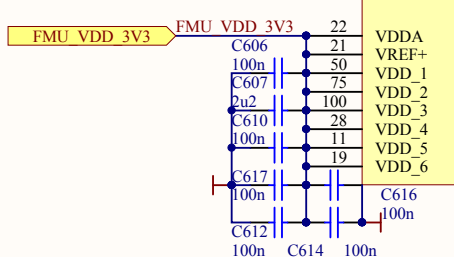 FMU_VDD_3V3
FMU_VDD_3V3
22 VDDA
C606
21 VREF+
100n
50 VDD_1
C607
75 VDD_2
2u2
100 VDD_3
C610
28 VDD_4
100n
11 VDD_5
19 VDD_6
C617
100n
C616
100n
C612
100n
C614
100n